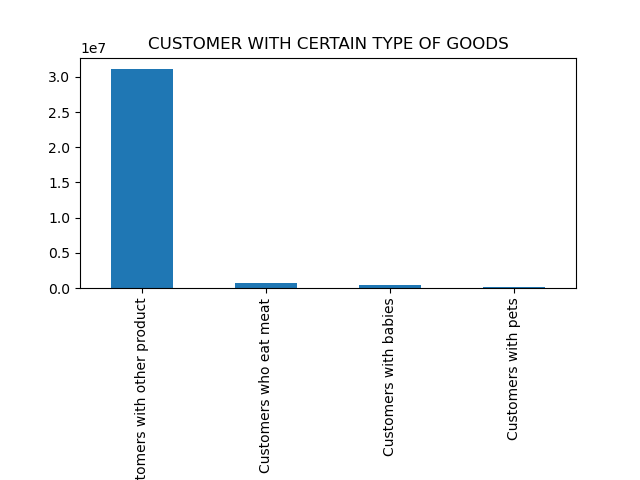 CUSTOMER WITH CERTAIN TYPE OF GOODS
1e7
3.0
2.5
2.0
1.5
1.0
0.5
0.0
tomers with other product
Customers who eat meat
Customers with babies
Customers with pets